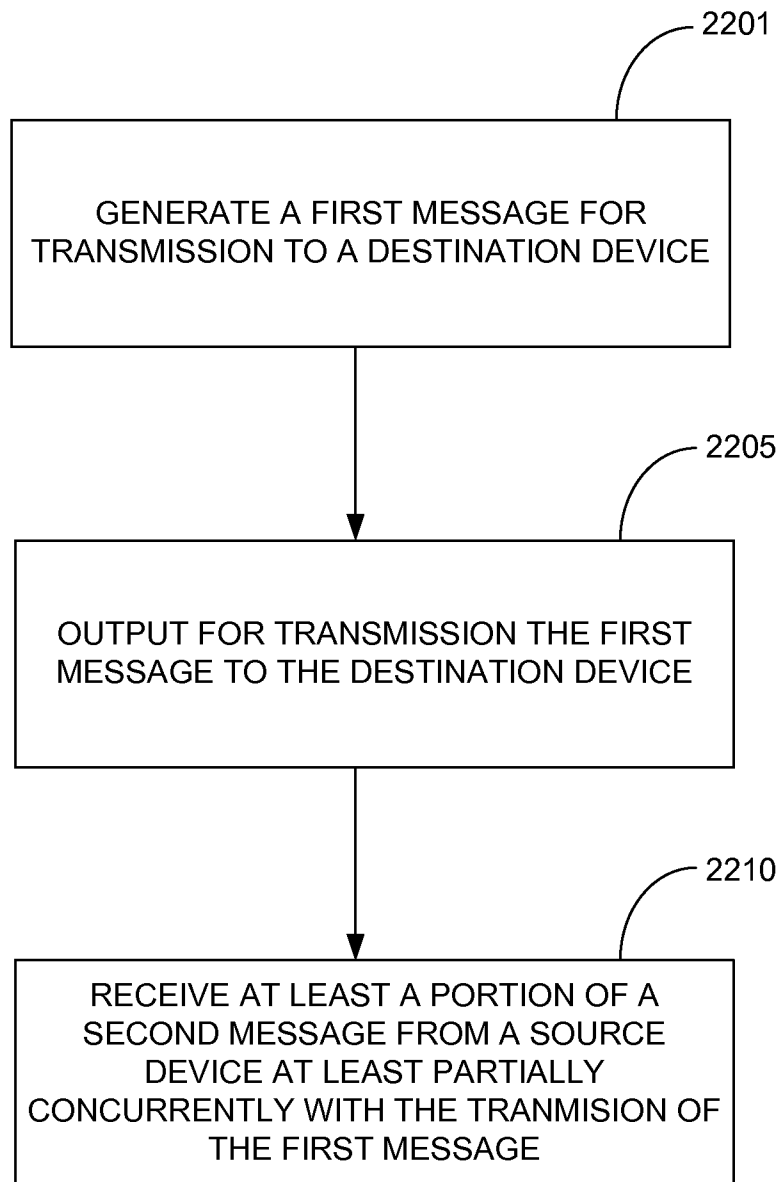 2201
GENERATE A FIRST MESSAGE FOR
TRANSMISSION TO A DESTINATION DEVICE
2205
OUTPUT FOR TRANSMISSION THE FIRST
MESSAGE TO THE DESTINATION DEVICE
2210
RECEIVE AT LEAST A PORTION OF A
SECOND MESSAGE FROM A SOURCE
DEVICE AT LEAST PARTIALLY
CONCURRENTLY WITH THE TRANMISION OF
THE FIRST MESSAGE